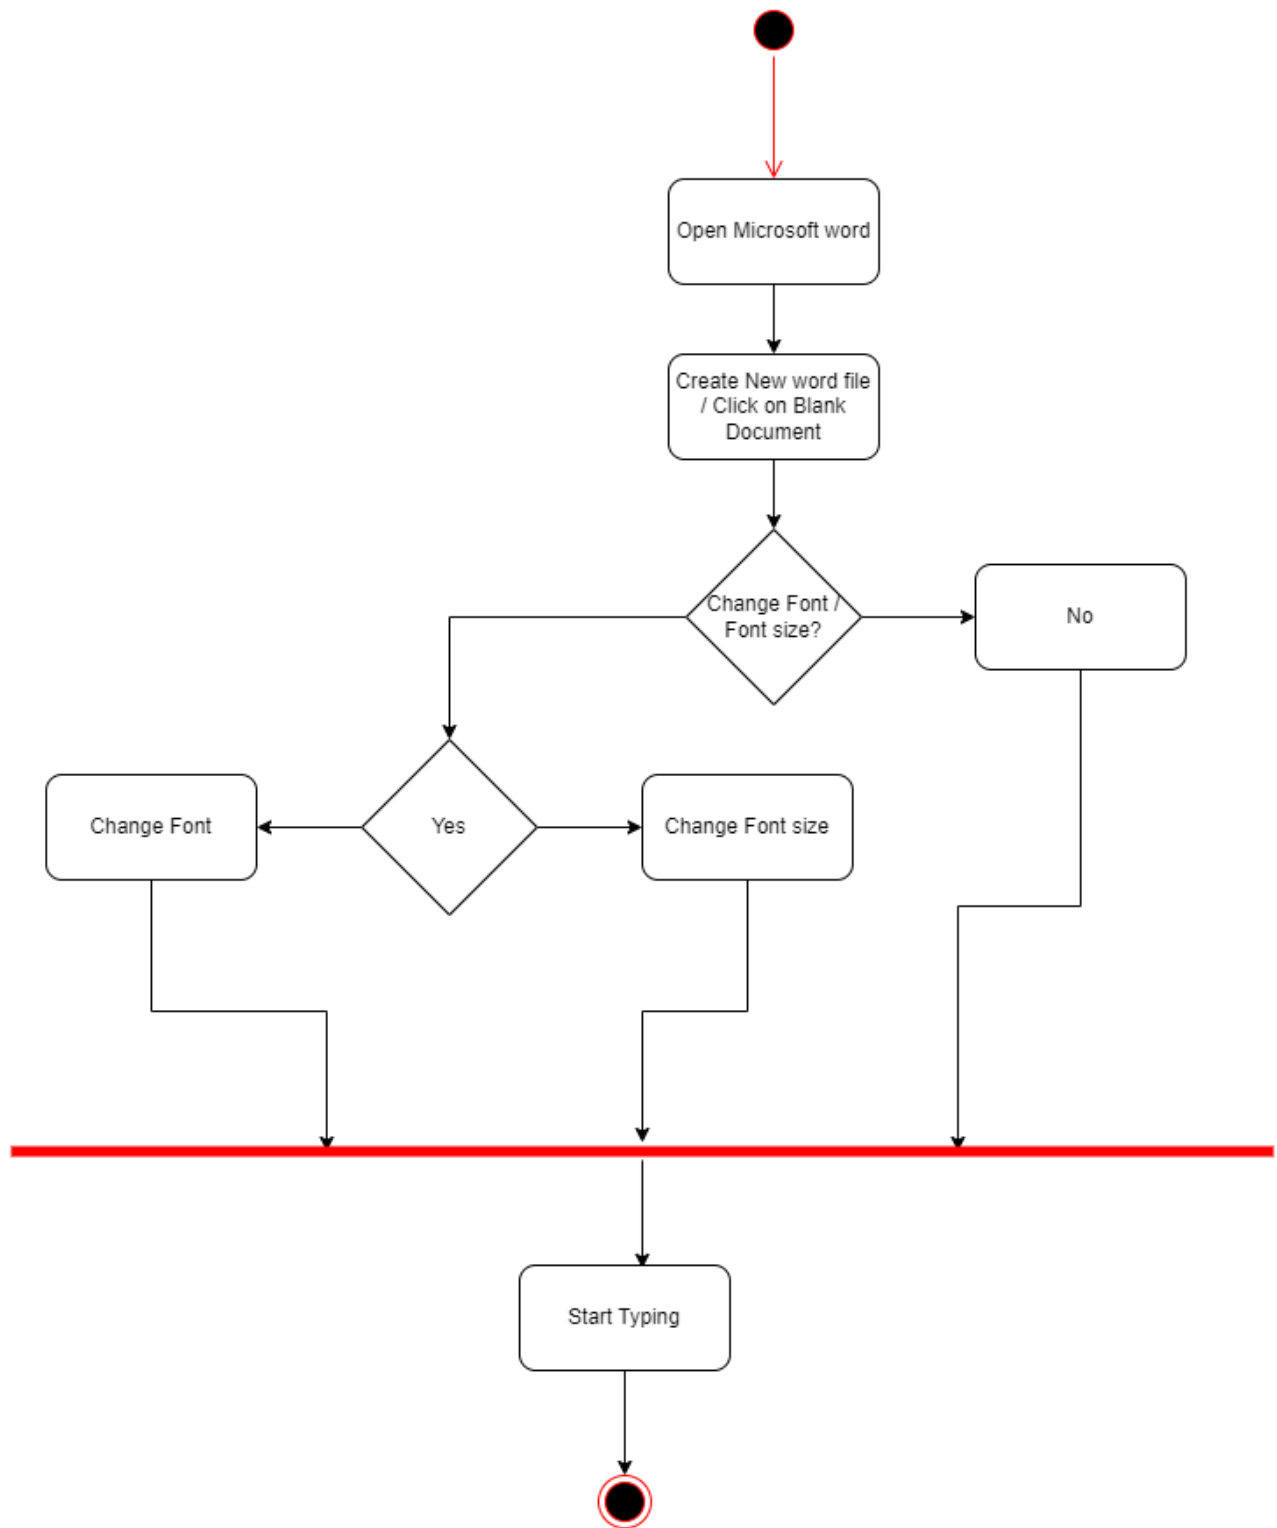 Open Microsoft word
Create New word file
/ Click on Blank
Document
Change Font /
Font size?
No
Change Font
Yes
Change Font size
Start Typing